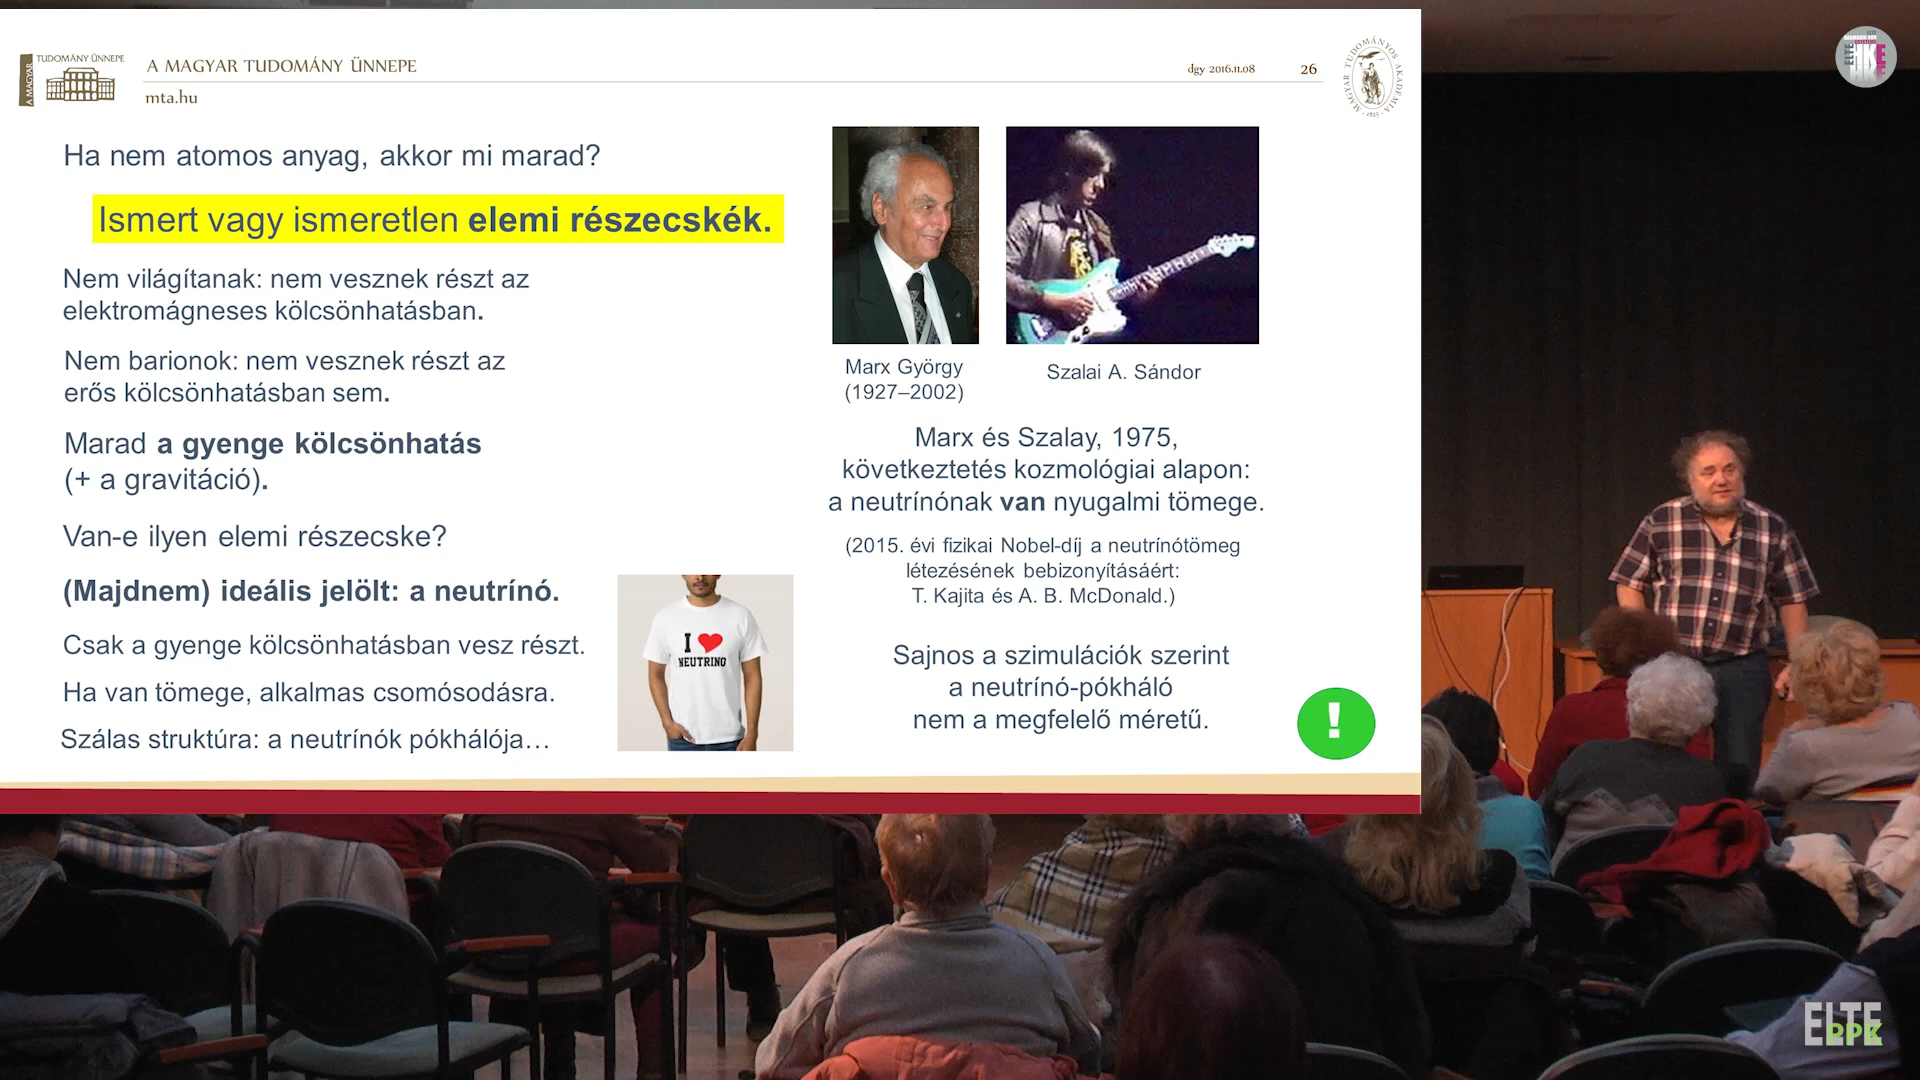 A MAGYAR
TUDOMÁNY ÜNNEPE
A MAGYAR TUDOMÁNY ÜNNEPE
mta.hu
dgy 2016.11.08
26
MAGYAR TUDOMÁNYOS AKADÉMIA
· 1825 ·
Ha nem atomos anyag, akkor mi marad?
Ismert vagy ismeretlen elemi részecskék.
Nem világítanak: nem vesznek részt az
elektromágneses kölcsönhatásban.
Nem barionok: nem vesznek részt az
erős kölcsönhatásban sem.
Marad a gyenge kölcsönhatás
(+ a gravitáció).
Van-e ilyen elemi részecske?
(Majdnem) ideális jelölt: a neutrínó.
Csak a gyenge kölcsönhatásban vesz részt.
Ha van tömege, alkalmas csomósodásra.
Szálas struktúra: a neutrínók pókhálója…
I
NEUTRINO
Marx György
(1927–2002)
Szalai A. Sándor
Marx és Szalay, 1975,
következtetés kozmológiai alapon:
a neutrínónak van nyugalmi tömege.
(2015. évi fizikai Nobel-díj a neutrínótömeg
létezésének bebizonyításáért:
T. Kajita és A. B. McDonald.)
Sajnos a szimulációk szerint
a neutrínó-pókháló
nem a megfelelő méretű.
!
ELTE
PPK